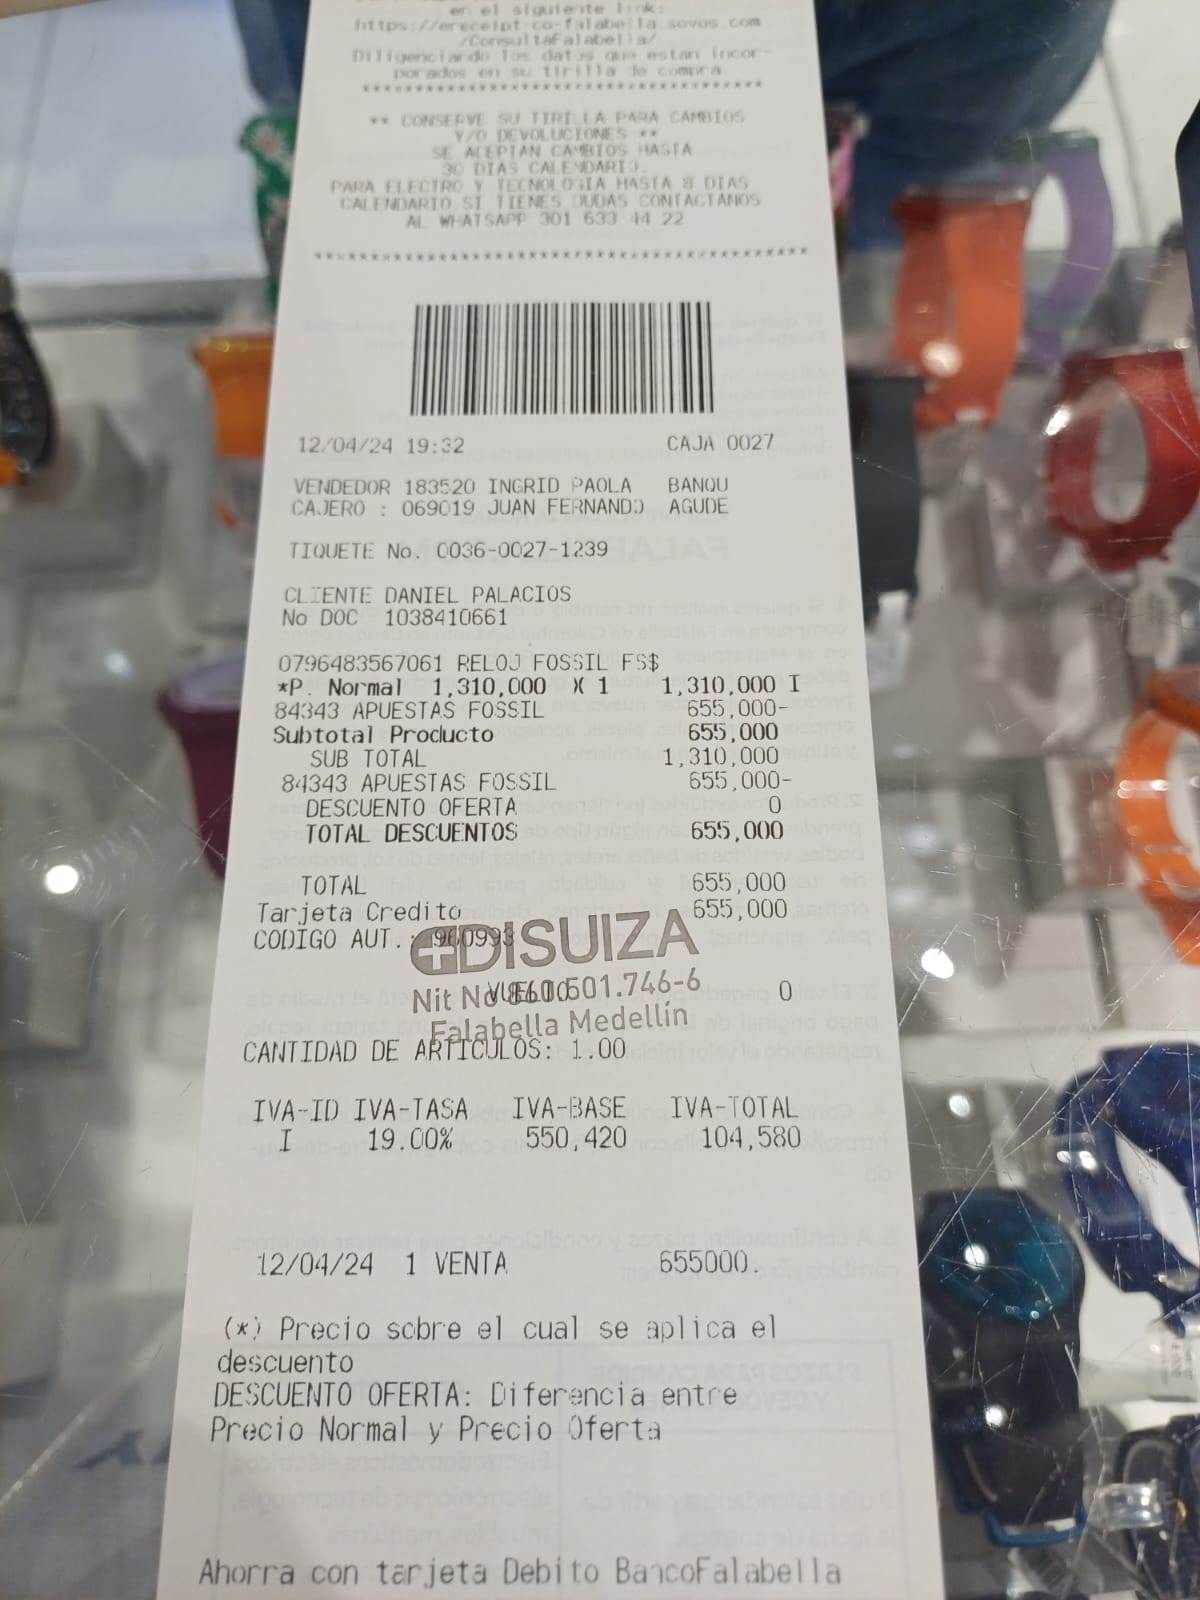 en el siguiente link:
https://ereceipt-co-falabella.sovos.com
/ConsultaFalabella/
Diligenciando los datos que estan incor-
porados en su tirilla de compra
****************************************
** CONSERVE SU TIRILLA PARA CAMBIOS
Y/O DEVOLUCIONES **
SE ACEPTAN CAMBIOS HASTA
30 DIAS CALENDARIO.
PARA ELECTRO Y TECNOLOGIA HASTA 8 DIAS
CALENDARIO.SI TIENES DUDAS CONTACTANOS
AL WHATSAPP 301 633 44 22
****************************************
12/04/24 19:32 CAJA 0027
VENDEDOR 183520 INGRID PAOLA BANQU
CAJERO : 069019 JUAN FERNANDO AGUDE
TIQUETE No. 0036-0027-1239
CLIENTE DANIEL PALACIOS
No DOC 1038410661
0796483567061 RELOJ FOSSIL FS$
*P. Normal 1,310,000 X 1 1,310,000 I
84343 APUESTAS FOSSIL 655,000-
Subtotal Producto 655,000
SUB TOTAL 1,310,000
84343 APUESTAS FOSSIL 655,000-
DESCUENTO OFERTA 0
TOTAL DESCUENTOS 655,000
TOTAL 655,000
Tarjeta Credito 655,000
CODIGO AUT.: 960993
DISUIZA
VUELTO 0
Nit No 860.501.746-6
Falabella Medellín
CANTIDAD DE ARTICULOS: 1.00
IVA-ID IVA-TASA IVA-BASE IVA-TOTAL
I 19.00% 550,420 104,580
12/04/24 1 VENTA 655000.
(*) Precio sobre el cual se aplica el
descuento
DESCUENTO OFERTA: Diferencia entre
Precio Normal y Precio Oferta
Ahorra con tarjeta Debito BancoFalabella